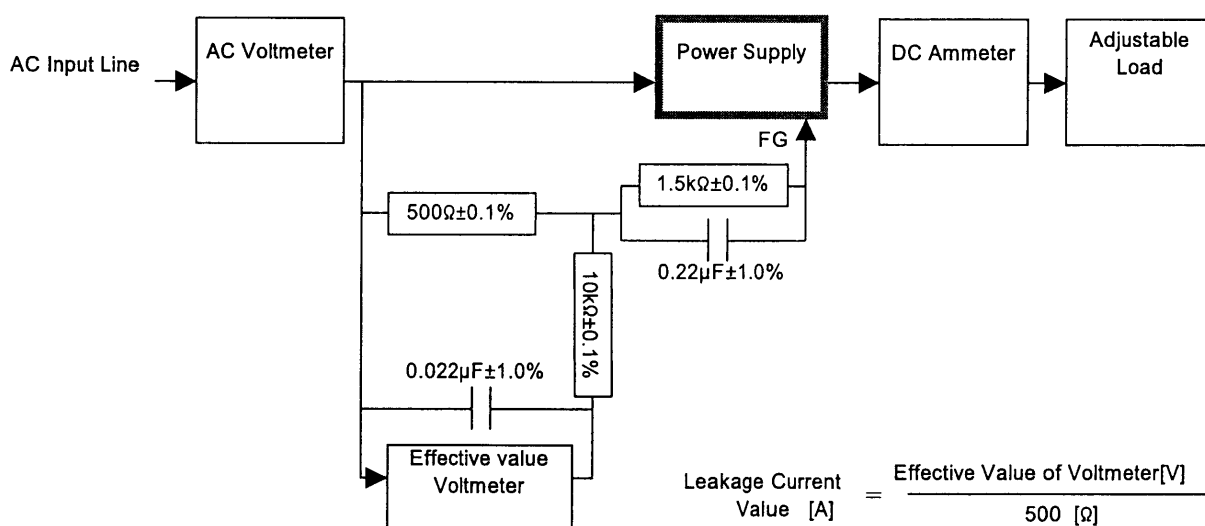 AC Input Line
AC Voltmeter
Power Supply
DC Ammeter
Adjustable
Load
FG
1.5kΩ±0.1%
500Ω±0.1%
0.22µF±1.0%
10kΩ±0.1%
0.022µF±1.0%
Effective value
Voltmeter
Leakage Current
Value [A]
=
Effective Value of Voltmeter[V]
500 [Ω]